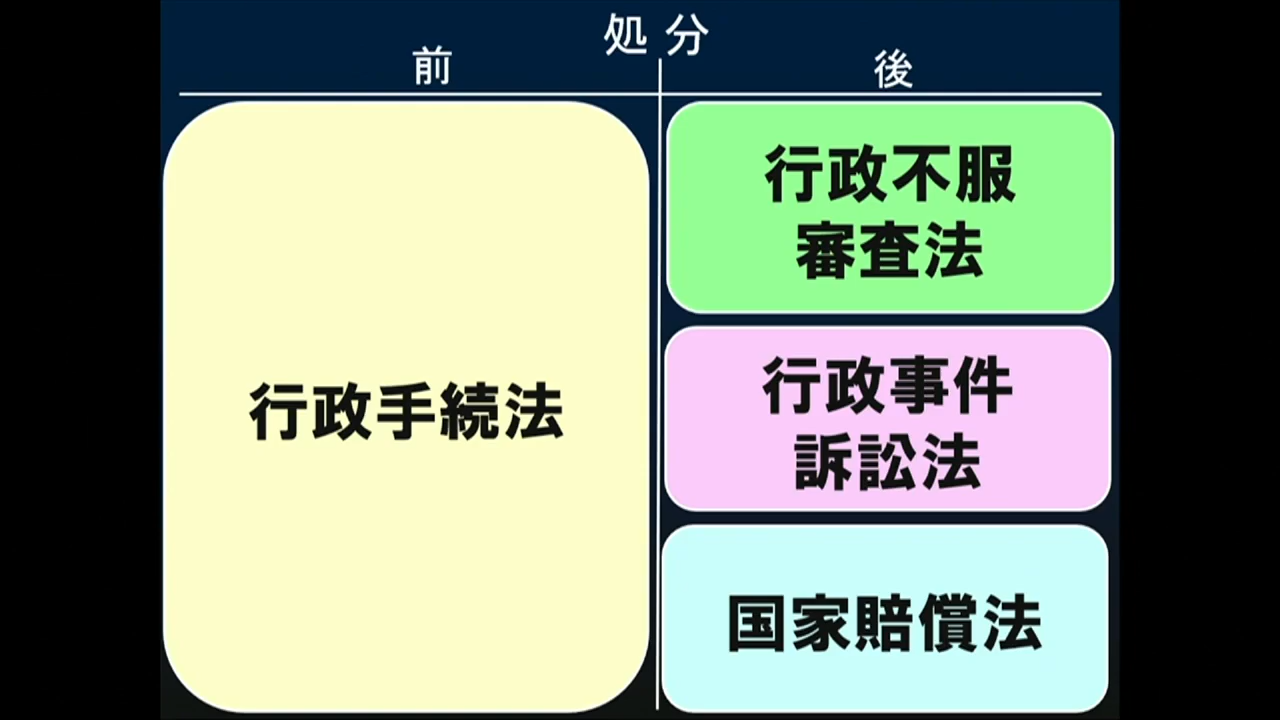 処分
前
後
行政手続法
行政不服
審査法
行政事件
訴訟法
国家賠償法